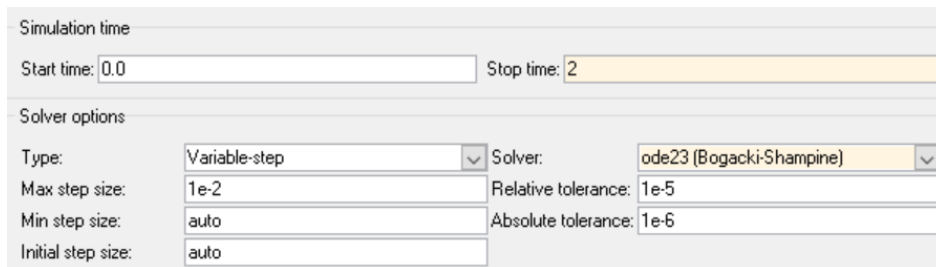 Simulation time
Start time: 0.0 Stop time: 2
Solver options
Type: Variable-step Solver: ode23 (Bogacki-Shampine)
Max step size: 1e-2 Relative tolerance: 1e-5
Min step size: auto Absolute tolerance: 1e-6
Initial step size: auto